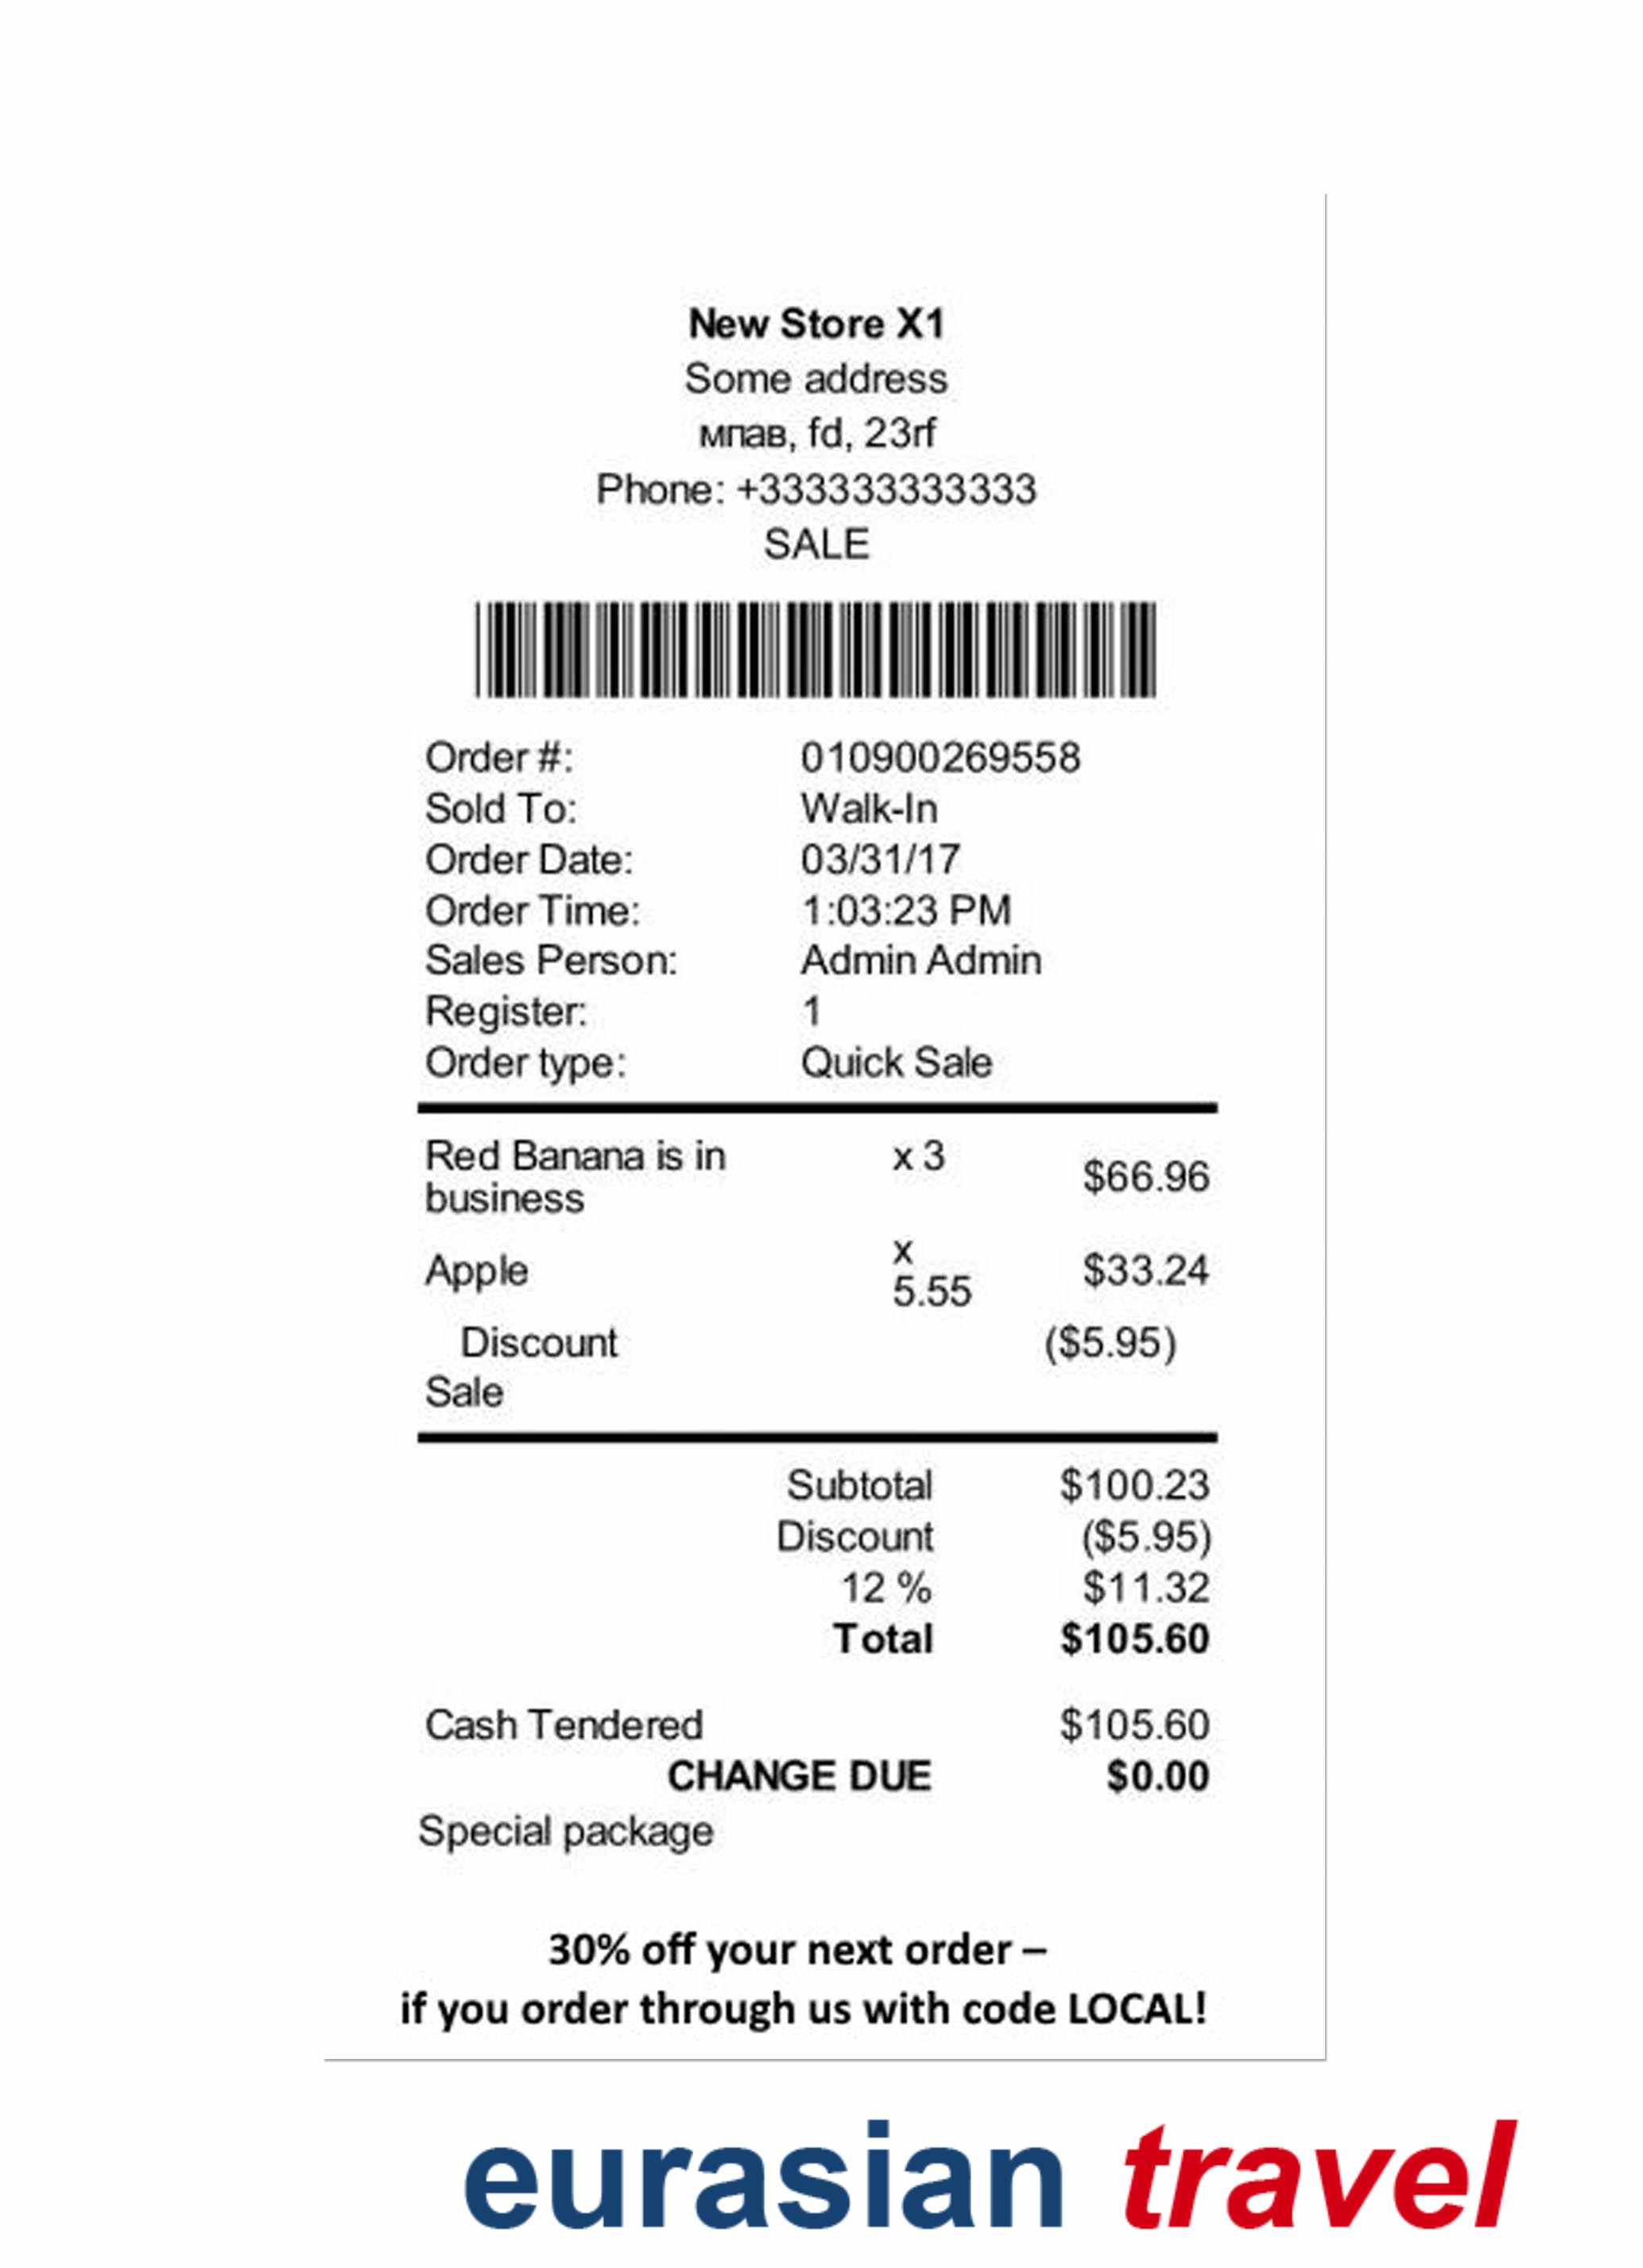 New Store X1
Some address
мпав, fd, 23rf
Phone: +333333333333
SALE
Order #: 010900269558
Sold To: Walk-In
Order Date: 03/31/17
Order Time: 1:03:23 PM
Sales Person: Admin Admin
Register: 1
Order type: Quick Sale
Red Banana is in business x 3 $66.96
Apple x 5.55 $33.24
Discount ($5.95)
Sale
Subtotal $100.23
Discount ($5.95)
12 % $11.32
Total $105.60
Cash Tendered $105.60
CHANGE DUE $0.00
Special package
30% off your next order –
if you order through us with code LOCAL!
eurasian travel